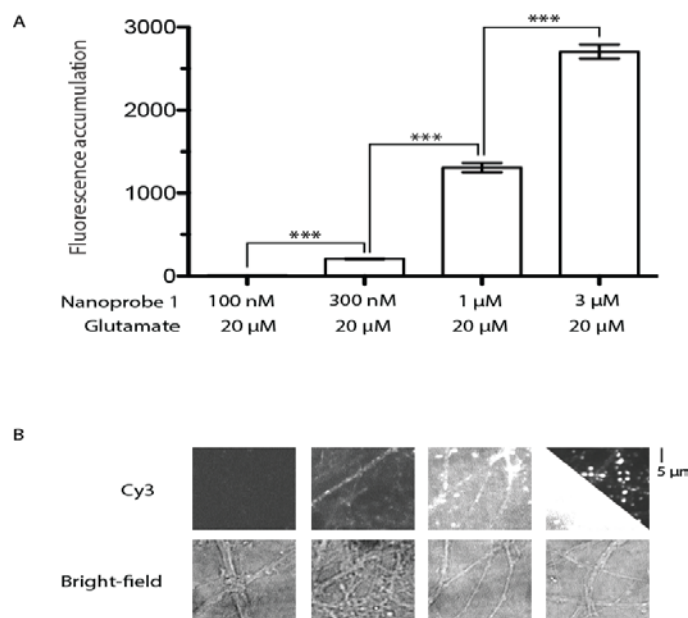 A
Fluorescence accumulation
3000
2000
1000
0
***
***
***
Nanoprobe 1 100 nM 300 nM 1 µM 3 µM
Glutamate 20 µM 20 µM 20 µM 20 µM
B
Cy3
5 µm
Bright-field